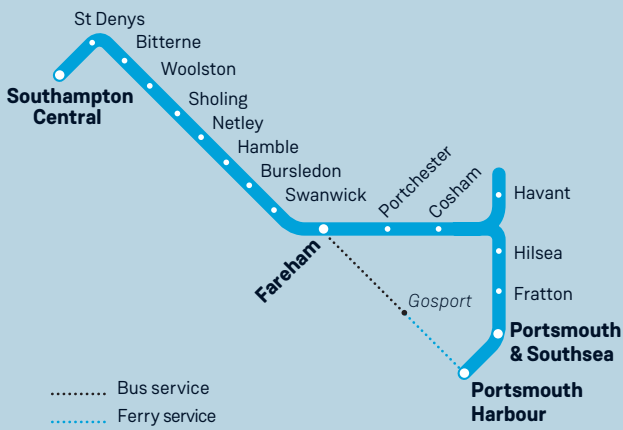 St Denys
Bitterne
Woolston
Southampton
Central
Sholing
Netley
Hamble
Bursledon
Swanwick
Fareham
Portchester
Cosham
Havant
Hilsea
Fratton
Gosport
Portsmouth
& Southsea
Portsmouth
Harbour
Bus service
Ferry service